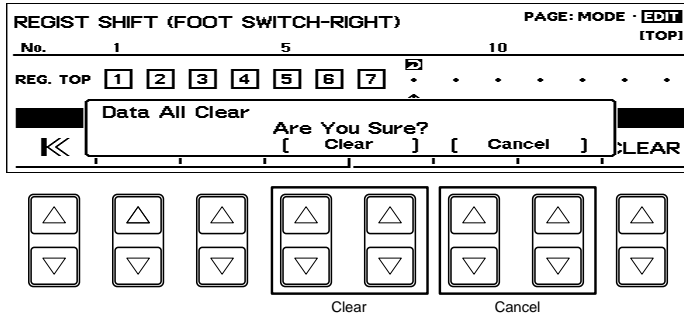 REGIST SHIFT (FOOT SWITCH-RIGHT) PAGE: MODE · EDIT
[TOP]
No. 1 5 10
REG. TOP 1 2 3 4 5 6 7
Data All Clear
Are You Sure?
[ Clear ] [ Cancel ] CLEAR
Clear Cancel